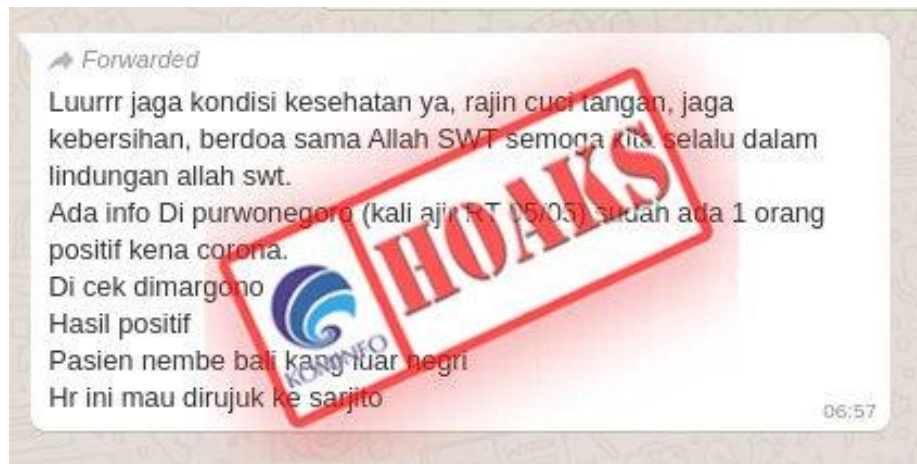 Forwarded
Luurrr jaga kondisi kesehatan ya, rajin cuci tangan, jaga
kebersihan, berdoa sama Allah SWT semoga kita selalu dalam
lindungan allah swt.
Ada info Di purwonegoro (kali ajir RT 05/05) sudah ada 1 orang
positif kena corona.
Di cek dimargono
Hasil positif
Pasien nembe bali kang luar negri
Hr ini mau dirujuk ke sarjito
06:57
KOMINFO
HOAKS